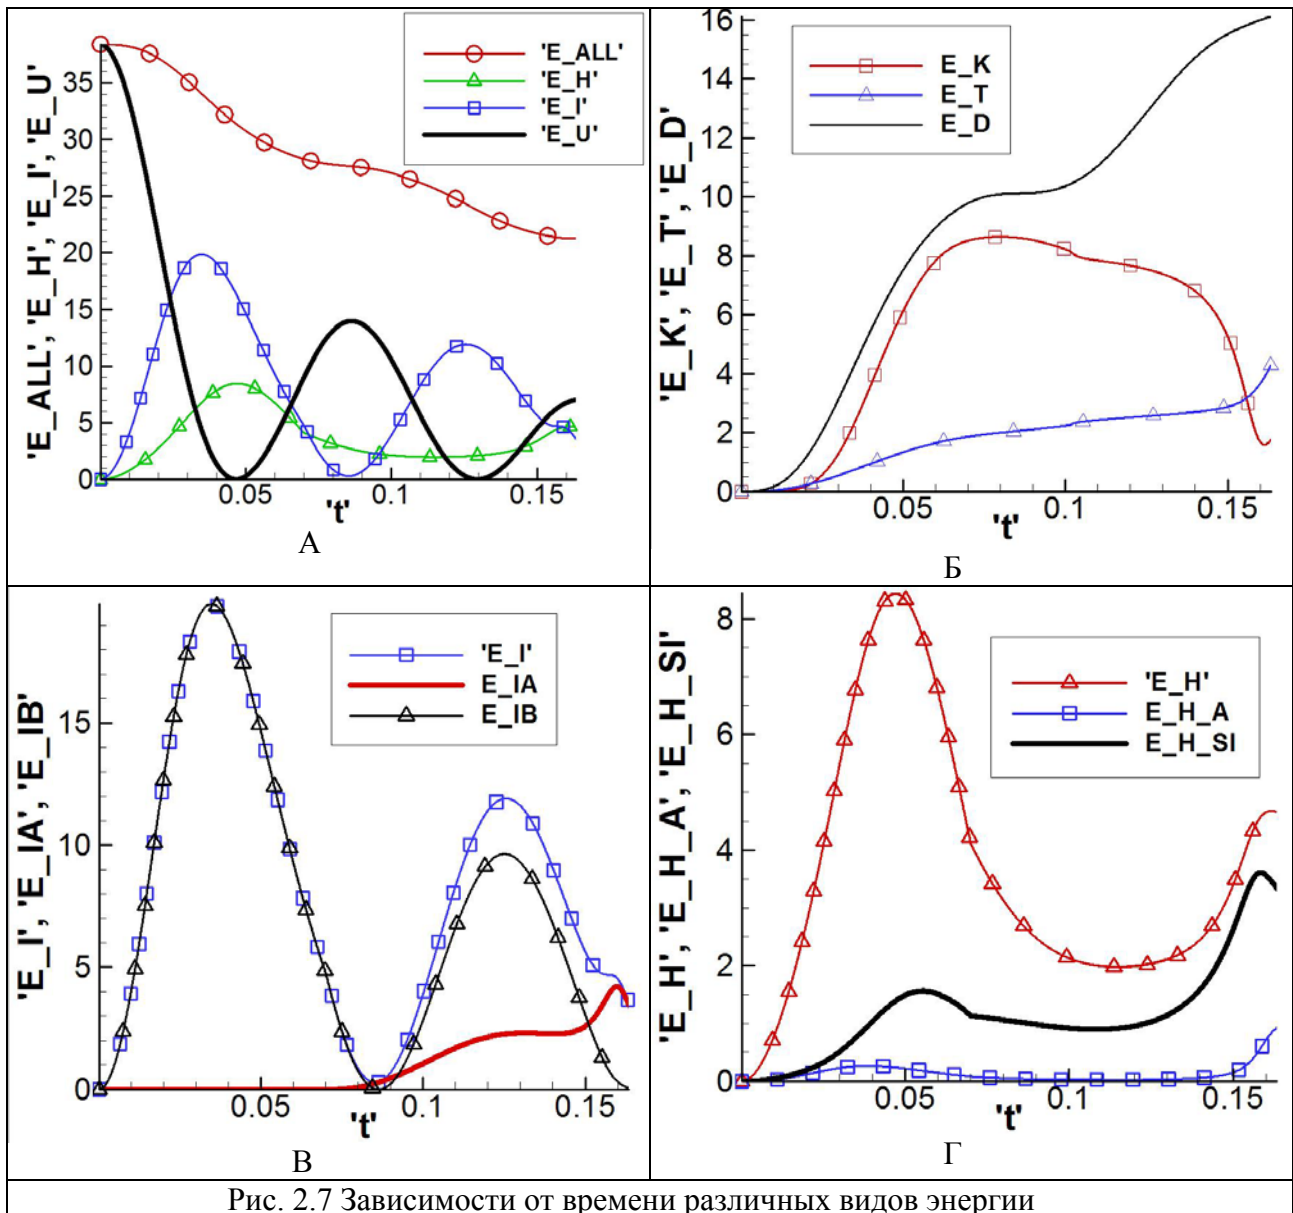 'E_ALL', 'E_H', 'E_I', 'E_U'
'E_ALL'
'E_H'
'E_I'
'E_U'
35
30
25
20
15
10
5
0
0.05
0.1
0.15
't'
А
'E_K', 'E_T', 'E_D'
E_K
E_T
E_D
16
14
12
10
8
6
4
2
0
0.05
0.1
0.15
't'
Б
'E_I', 'E_IA', 'E_IB'
'E_I'
E_IA
E_IB
15
10
5
0
0.05
0.1
0.15
't'
В
'E_H', 'E_H_A', 'E_H_SI'
'E_H'
E_H_A
E_H_SI
8
6
4
2
0
0.05
0.1
0.15
't'
Г
Рис. 2.7 Зависимости от времени различных видов энергии